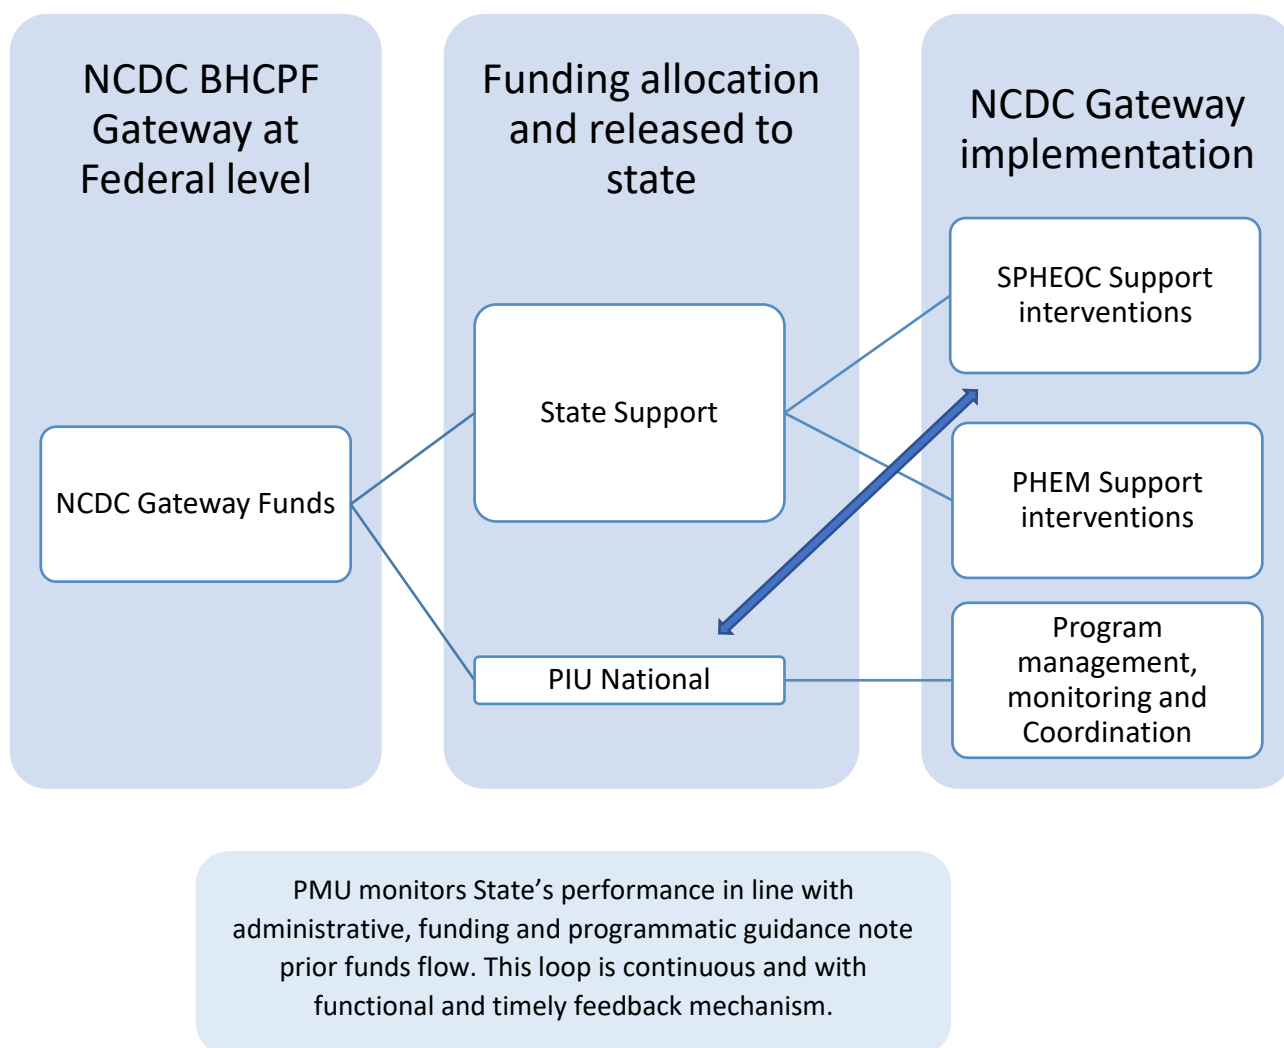 NCDC BHCPF
Gateway at
Federal level
NCDC Gateway Funds
Funding allocation
and released to
state
State Support
PIU National
NCDC Gateway
implementation
SPHEOC Support
interventions
PHEM Support
interventions
Program
management,
monitoring and
Coordination
PMU monitors State’s performance in line with
administrative, funding and programmatic guidance note
prior funds flow. This loop is continuous and with
functional and timely feedback mechanism.